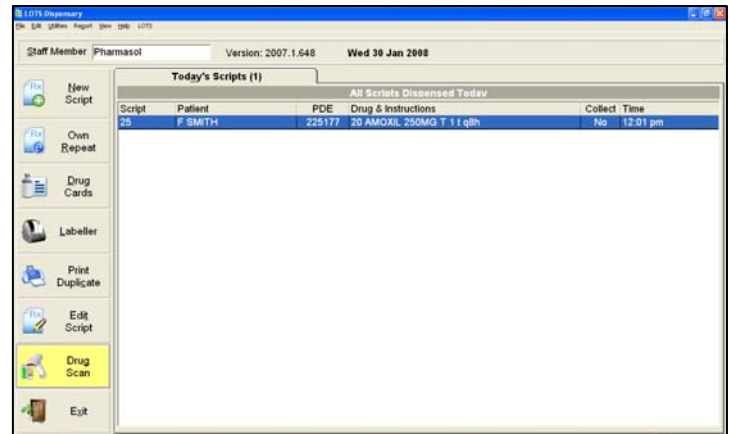 LOTS Dispensary
File Edit Utilities Report View Help LOTS
Staff Member Pharmasol Version: 2007.1.648 Wed 30 Jan 2008
Today's Scripts (1)
All Scripts Dispensed Today
Script Patient PDE Drug & Instructions Collect Time
25 F SMITH 225177 20 AMOXIL 250MG T 1 t q8h No 12:01 pm
New
Script
Own
Repeat
Drug
Cards
Labeller
Print
Duplicate
Edit
Script
Drug
Scan
Exit